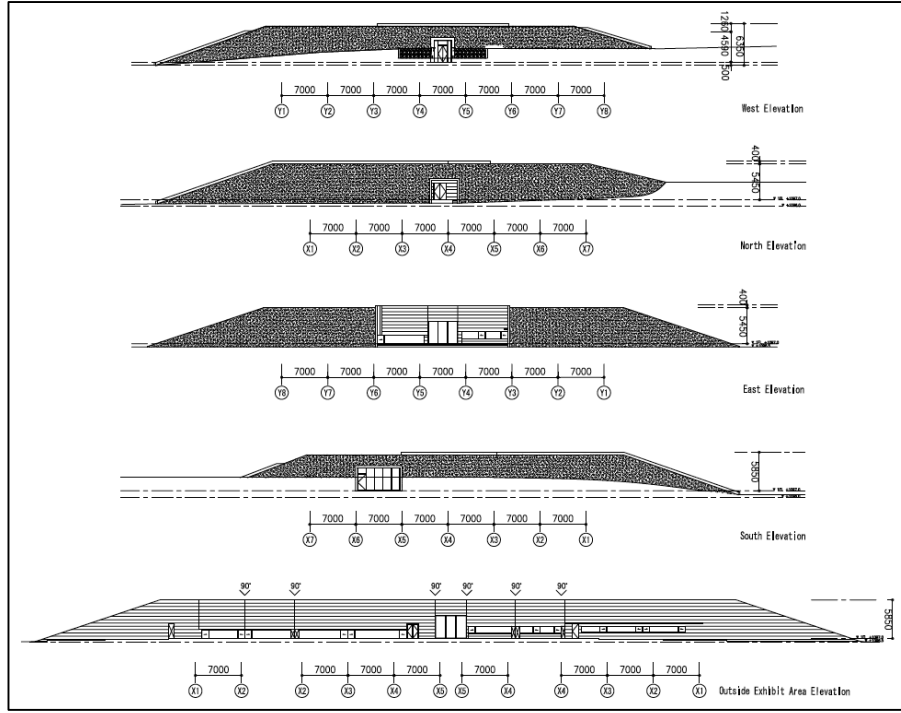 1260
4590
500
6350
7000 7000 7000 7000 7000 7000 7000
Y1 Y2 Y3 Y4 Y5 Y6 Y7 Y8
West Elevation
400
5450
7000 7000 7000 7000 7000 7000
X1 X2 X3 X4 X5 X6 X7
North Elevation
400
5450
7000 7000 7000 7000 7000 7000 7000
Y8 Y7 Y6 Y5 Y4 Y3 Y2 Y1
East Elevation
5850
7000 7000 7000 7000 7000 7000
X7 X6 X5 X4 X3 X2 X1
South Elevation
90° 90° 90° 90° 90° 90°
5850
7000 7000 7000 7000 7000 7000 7000 7000
X1 X2 X2 X3 X4 X5 X5 X4 X4 X3 X2 X1
Outside Exhibit Area Elevation